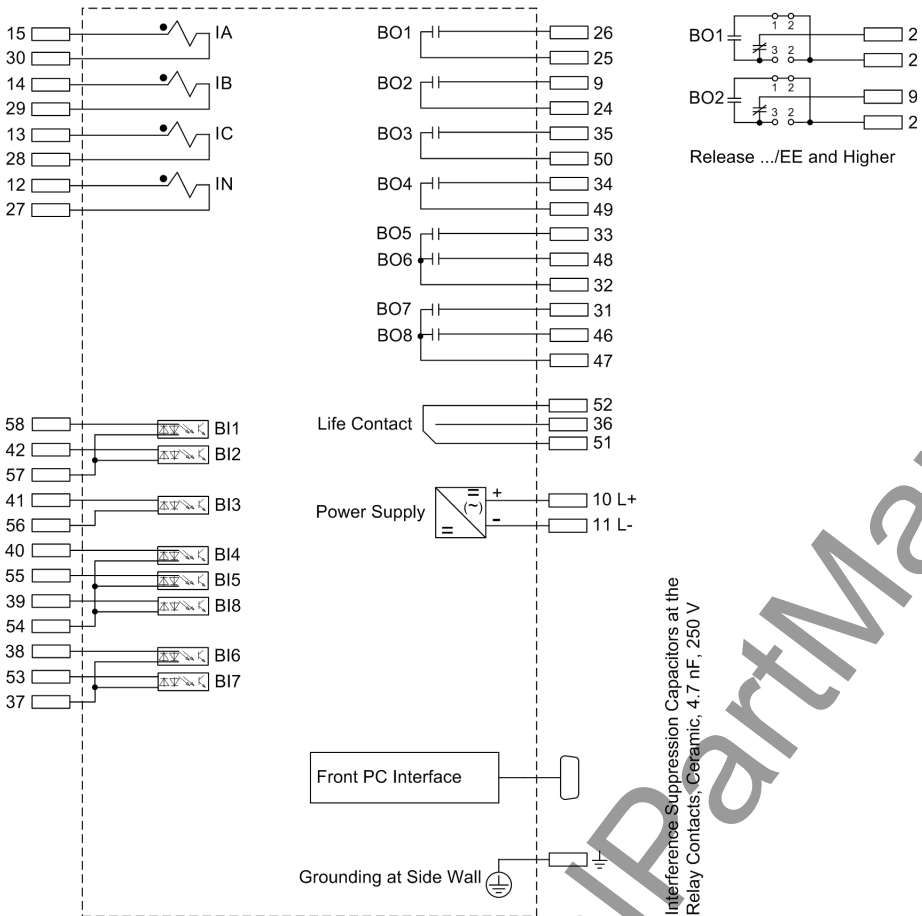 15 IA BO1 26
30 25
14 IB BO2 9
29 24
13 IC BO3 35
28 50
12 IN BO4 34
27 49
BO5 33
BO6 48
32
BO7 31
BO8 46
47
BO1 1 2 3 2 2
2
BO2 1 2 3 2 9
2
Release .../EE and Higher
58 BI1
42 BI2
57
41 BI3
56
40 BI4
55 BI5
39 BI8
54
38 BI6
53 BI7
37
Life Contact 52
36
51
Power Supply = (~) = + - 10 L+
11 L-
Interference Suppression Capacitors at the
Relay Contacts, Ceramic, 4.7 nF, 250 V
Front PC Interface
Grounding at Side Wall